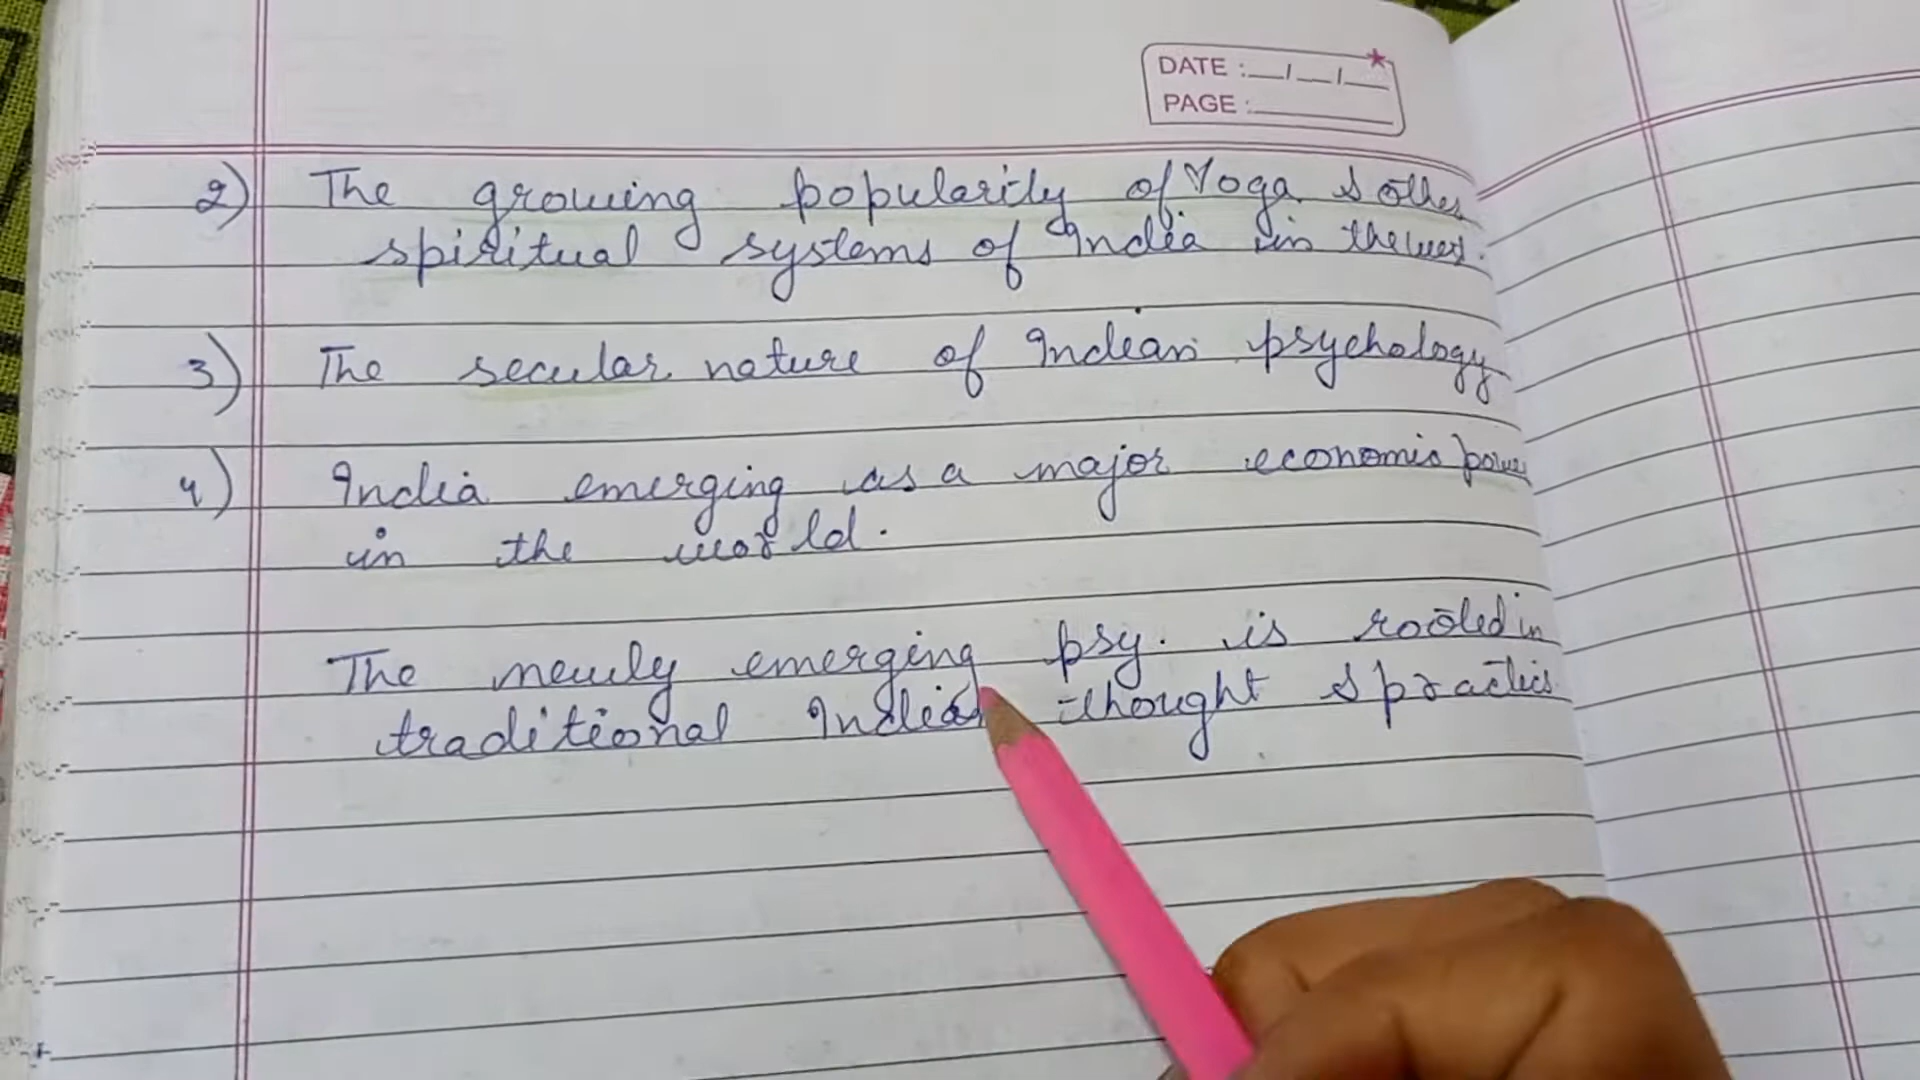 DATE :__/__/__
PAGE :______
2) The growing popularity of Yoga & other
spiritual systems of India in the west.
3) The secular nature of Indian psychology
4) India emerging as a major economic power
in the world.
The newly emerging psy. is rooted in
traditional Indian thought & practices